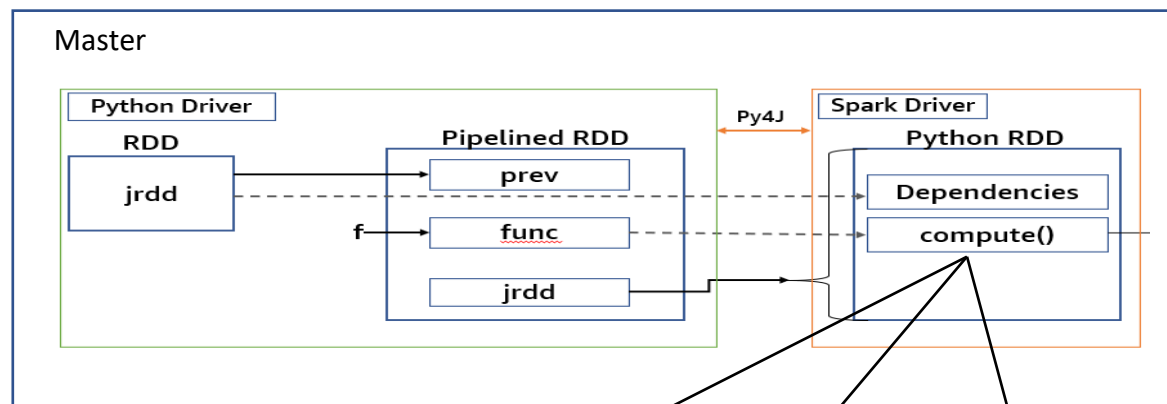 Master
Python Driver
Spark Driver
Py4J
RDD
Pipelined RDD
Python RDD
jrdd
prev
Dependencies
f
func
compute()
jrdd